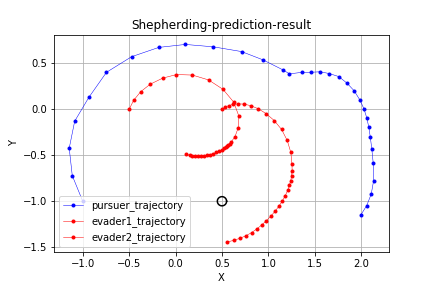 Shepherding-prediction-result
Y
0.5
0.0
−0.5
−1.0
−1.5
pursuer_trajectory
evader1_trajectory
evader2_trajectory
−1.0
−0.5
0.0
0.5
1.0
1.5
2.0
X